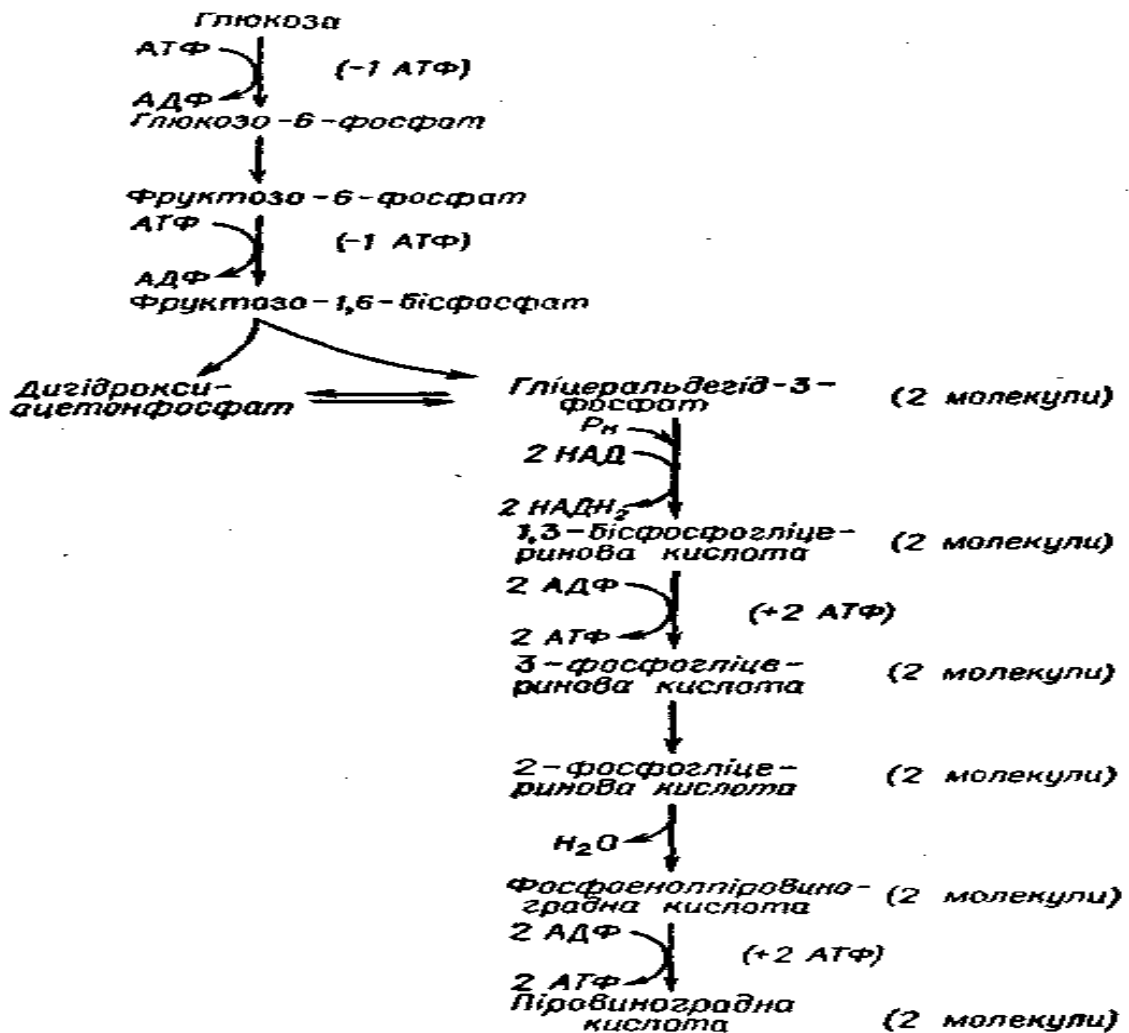 Глюкоза
АТФ
(-1 АТФ)
АДФ
Глюкозо-6-фосфат
Фруктозо-6-фосфат
АТФ
(-1 АТФ)
АДФ
Фруктозо-1,6-бісфосфат
Дигідрокси-
ацетонфосфат
Гліцеральдегід-3-
фосфат
(2 молекули)
Рн
2 НАД
2 НАДН₂
1,3-бісфосфогліце-
ринова кислота
(2 молекули)
2 АДФ
(+2 АТФ)
2 АТФ
3-фосфогліце-
ринова кислота
(2 молекули)
2-фосфогліце-
ринова кислота
(2 молекули)
Н₂О
Фосфоенолпіровино-
градна кислота
(2 молекули)
2 АДФ
(+2 АТФ)
2 АТФ
Піровиноградна
кислота
(2 молекули)